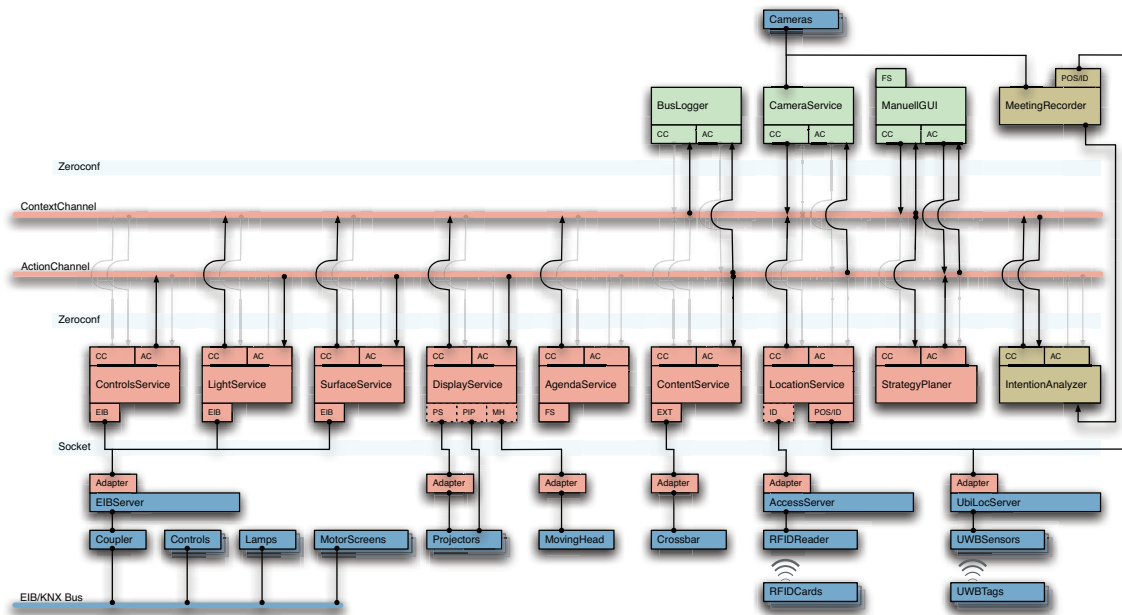 Cameras
FS
POS/ID
BusLogger
CameraService
ManuellGUI
MeetingRecorder
CC AC
CC AC
CC AC
Zeroconf
ContextChannel
ActionChannel
Zeroconf
CC AC
CC AC
CC AC
CC AC
CC AC
CC AC
CC AC
CC AC
CC AC
ControlsService
LightService
SurfaceService
DisplayService
AgendaService
ContentService
LocationService
StrategyPlaner
IntentionAnalyzer
EIB
EIB
EIB
PS PIP MH
FS
EXT
ID POS/ID
Socket
Adapter
Adapter
Adapter
Adapter
Adapter
Adapter
EIBServer
AccessServer
UbiLocServer
Coupler
Controls
Lamps
MotorScreens
Projectors
MovingHead
Crossbar
RFIDReader
UWBSensors
RFIDCards
UWBTags
EIB/KNX Bus